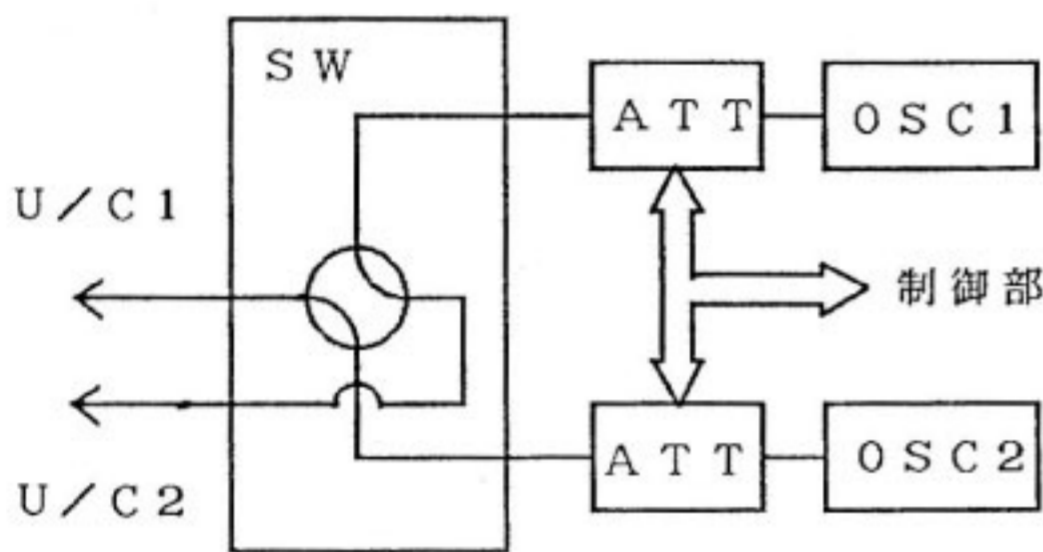 SW
ATT
OSC1
U/C1
制御部
ATT
OSC2
U/C2